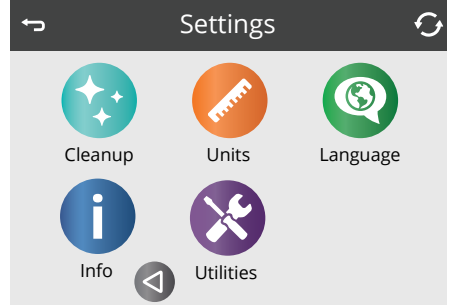 Settings
Cleanup
Units
Language
Info
Utilities